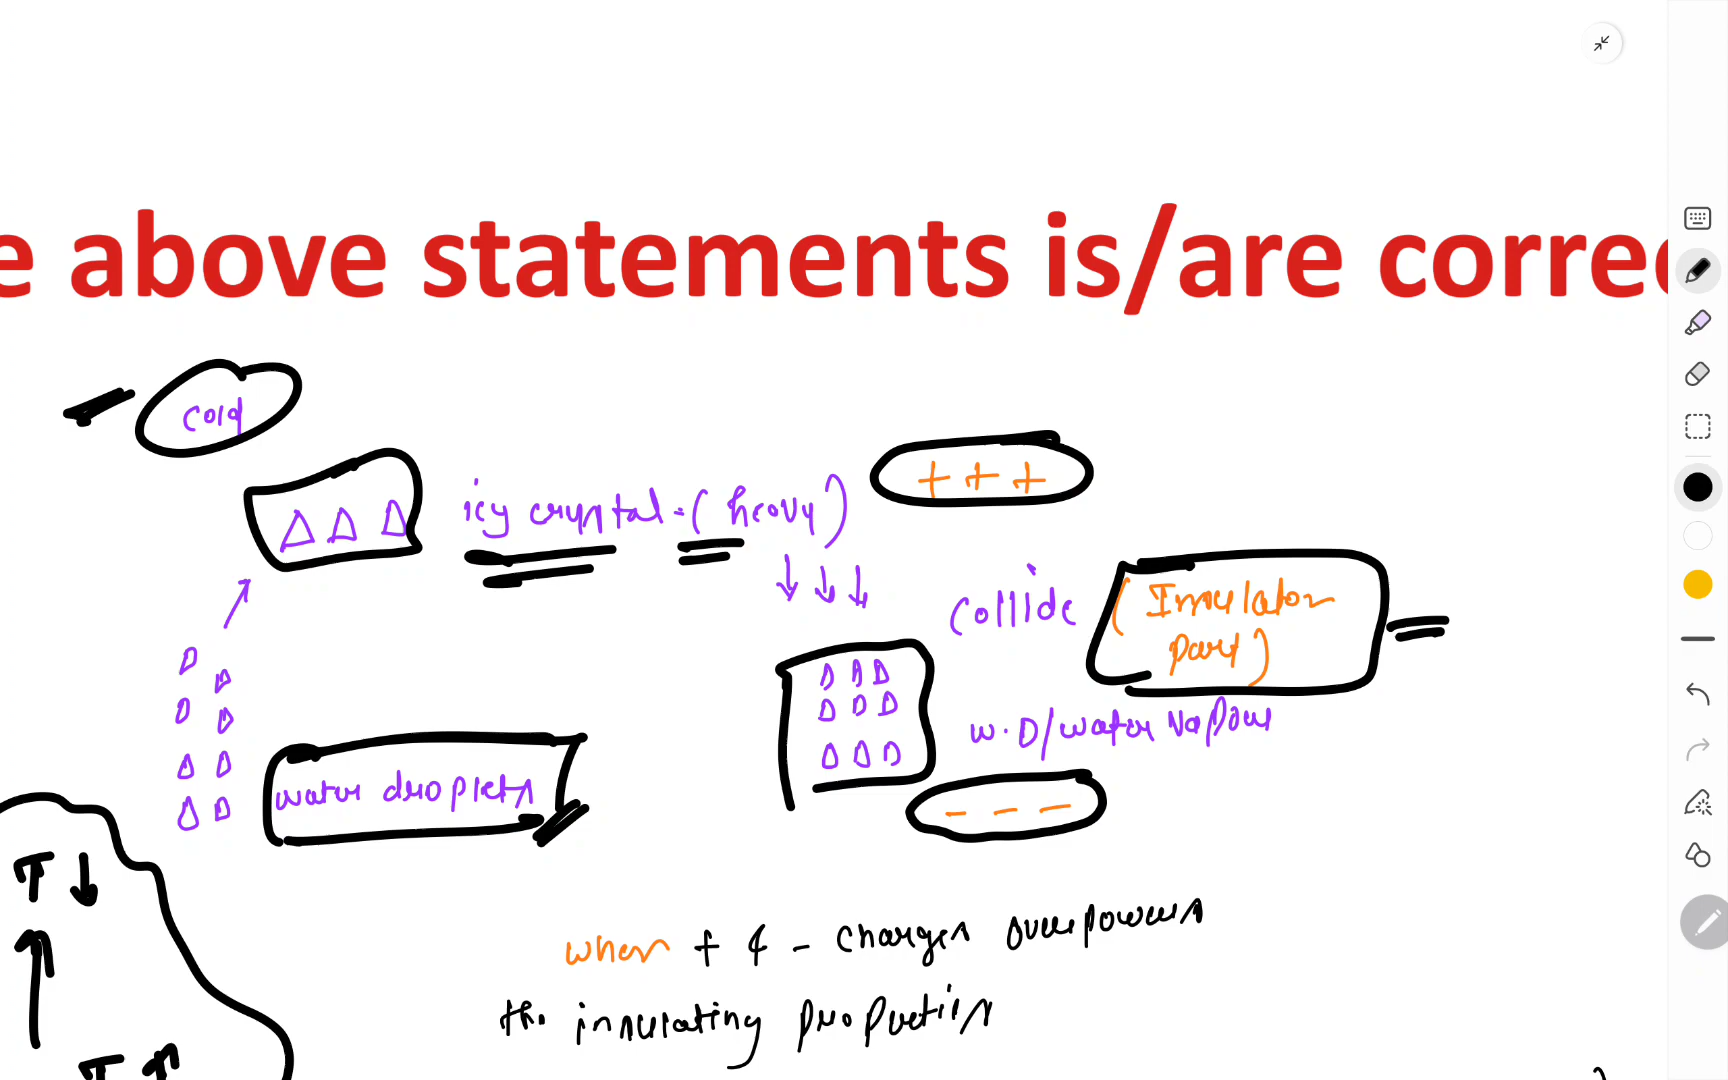 e above statements is/are correc
cold
+ + +
icy crystal = (heavy)
collide (Insulator
part)
W.D/water vapour
water droplets
- - -
T ↓
when + & - charges overpowers
the insulating properties
T ↑